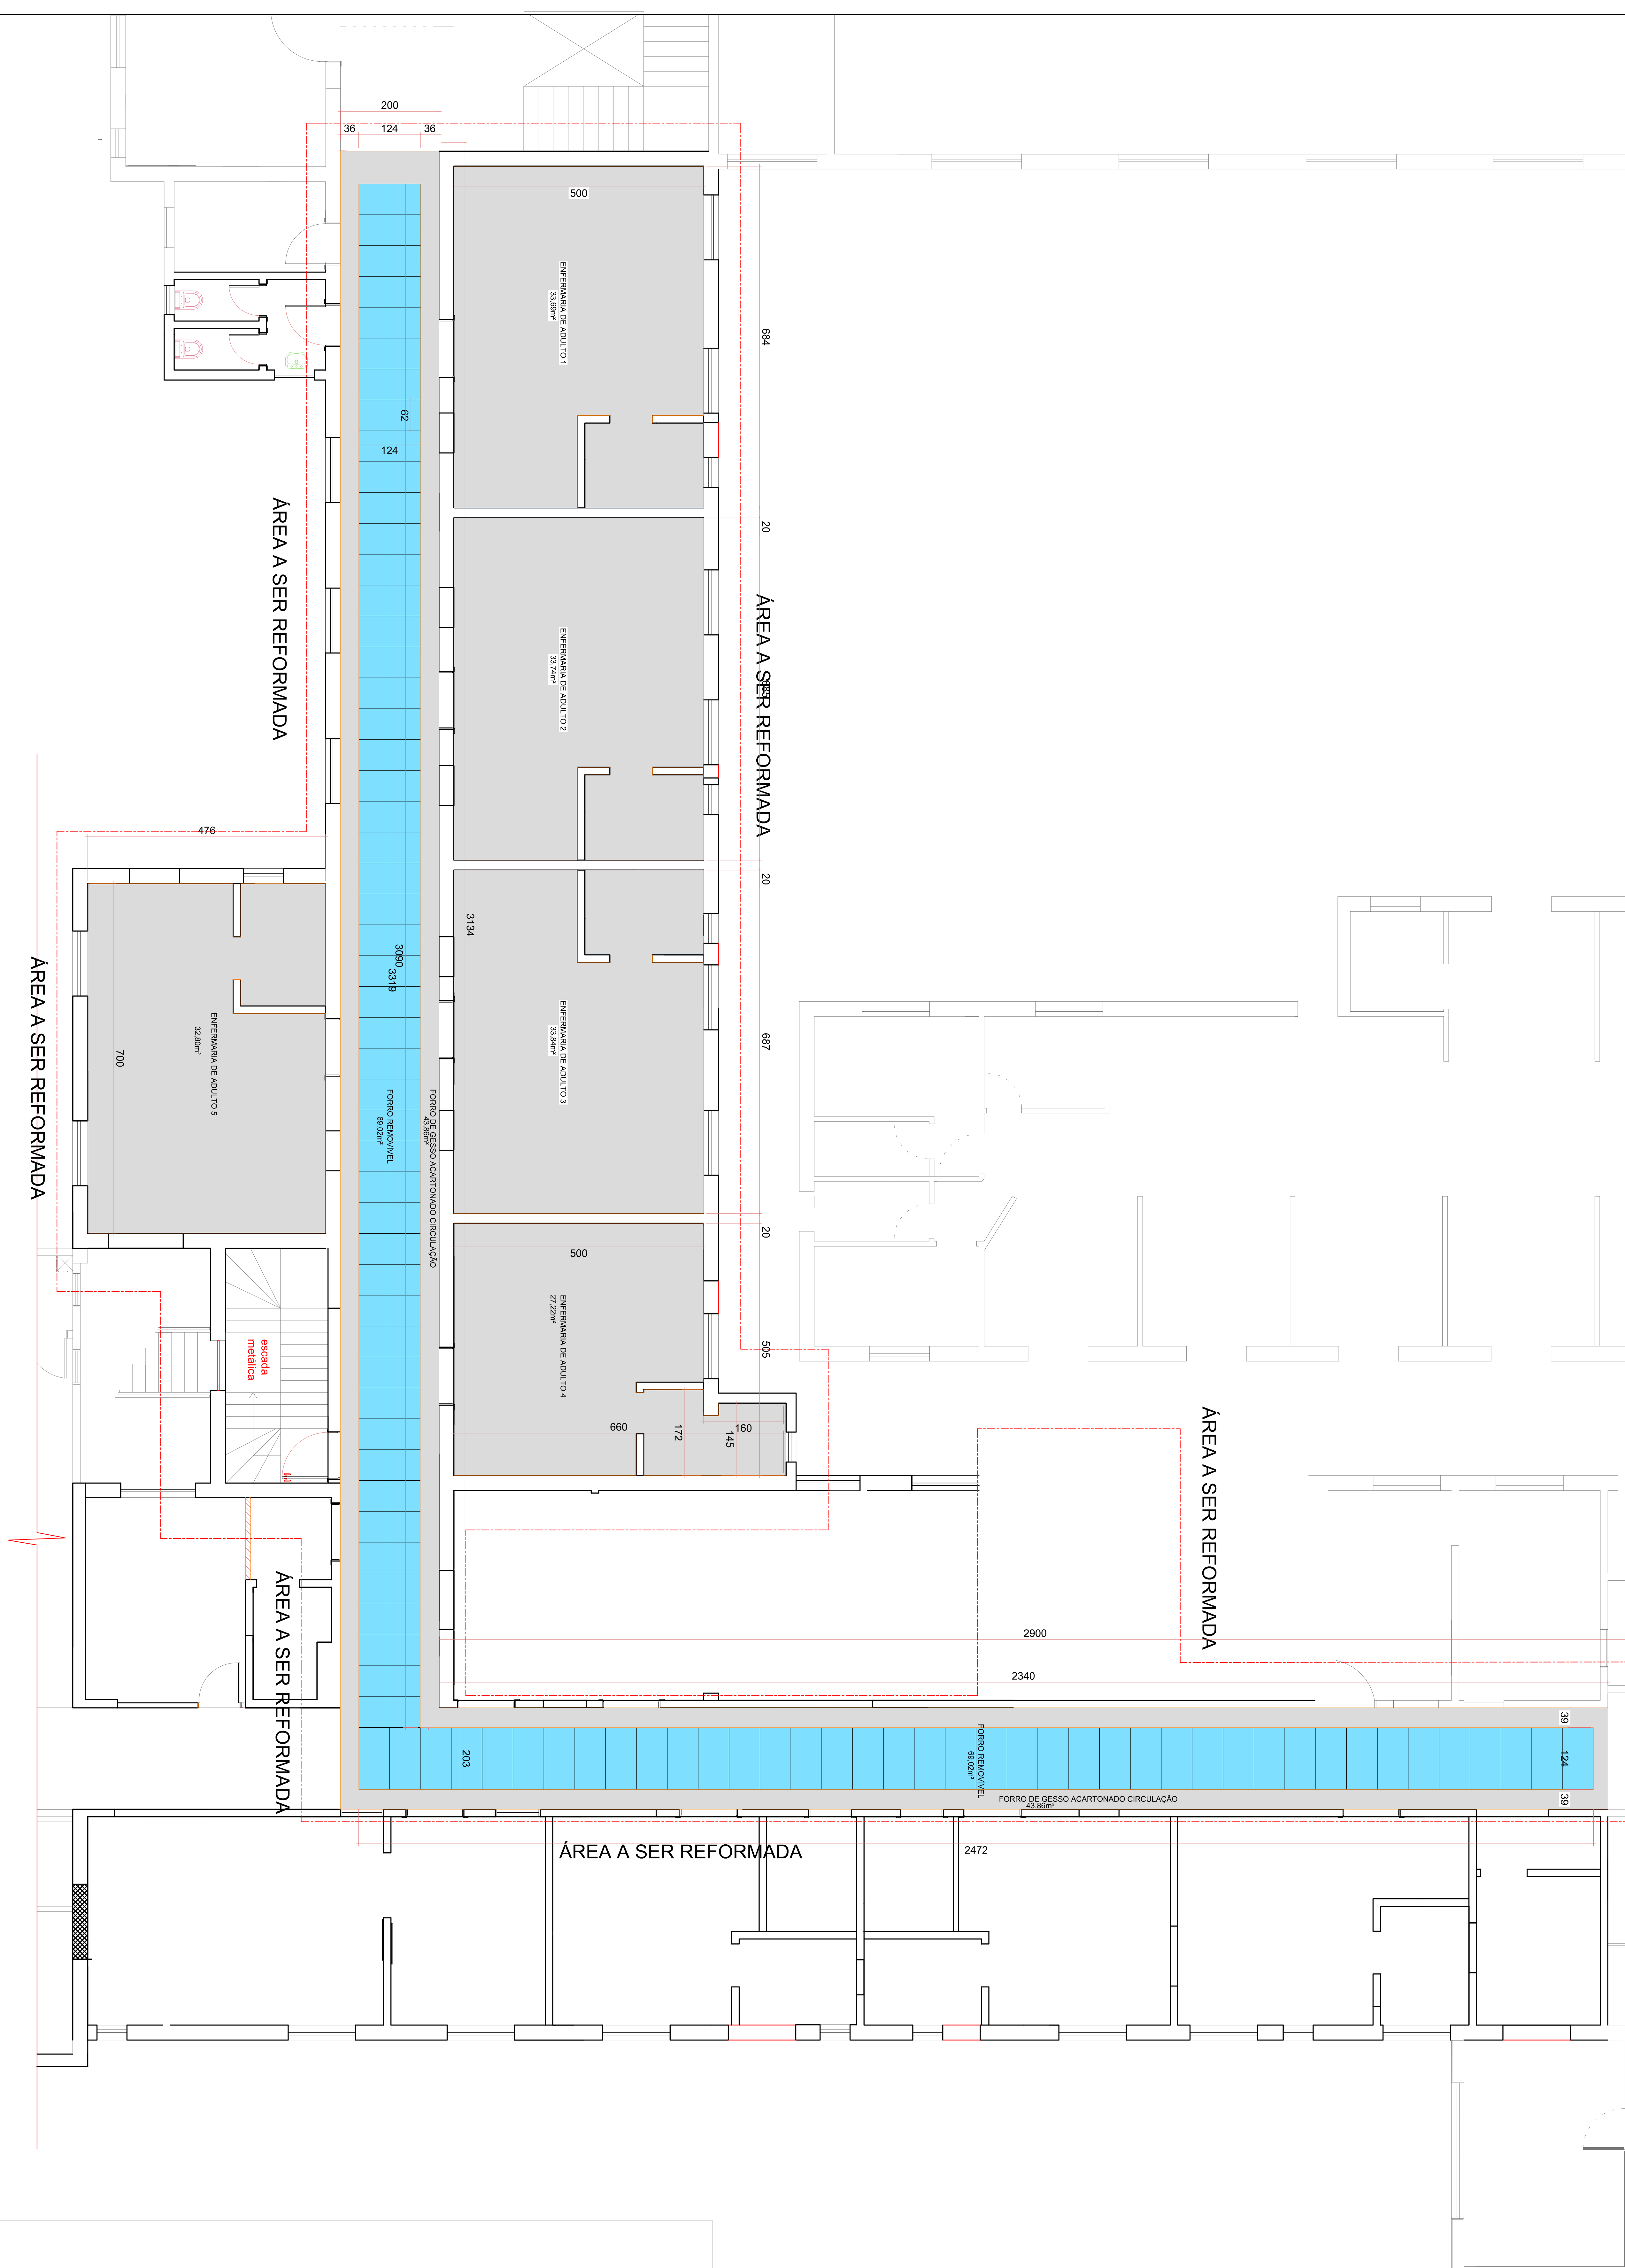 200
36
124
36
500
ENFERMARIA DE ADULTO 1
33,69m²
684
62
124
20
ÁREA A SER REFORMADA
ÁREA A SER REFORMADA
ENFERMARIA DE ADULTO 2
33,74m²
476
20
3134
3090
3319
ÁREA A SER REFORMADA
ENFERMARIA DE ADULTO 5
32,80m²
700
ENFERMARIA DE ADULTO 3
33,84m²
687
FORRO REMOVÍVEL
69,02m²
FORRO DE GESSO ACARTONADO CIRCULAÇÃO
43,86m²
20
500
ENFERMARIA DE ADULTO 4
27,22m²
505
escada
metálica
660
172
160
145
ÁREA A SER REFORMADA
ÁREA A SER REFORMADA
2900
2340
39
124
39
203
FORRO REMOVÍVEL
69,02m²
FORRO DE GESSO ACARTONADO CIRCULAÇÃO
43,86m²
ÁREA A SER REFORMADA
2472